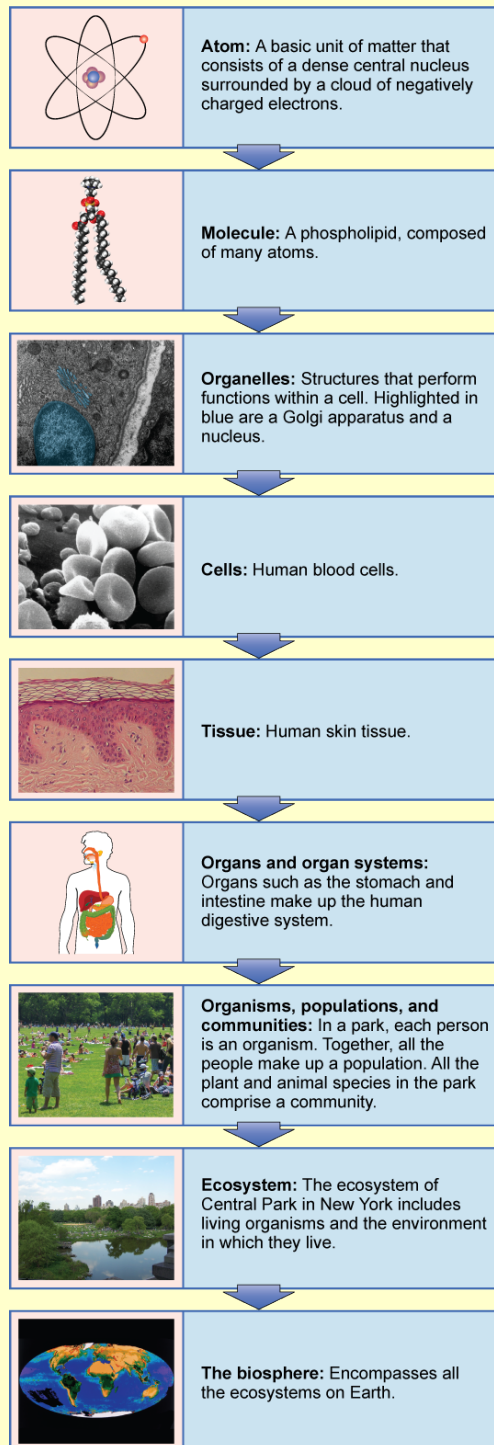 Atom: A basic unit of matter that
consists of a dense central nucleus
surrounded by a cloud of negatively
charged electrons.
Molecule: A phospholipid, composed
of many atoms.
Organelles: Structures that perform
functions within a cell. Highlighted in
blue are a Golgi apparatus and a
nucleus.
Cells: Human blood cells.
Tissue: Human skin tissue.
Organs and organ systems:
Organs such as the stomach and
intestine make up the human
digestive system.
Organisms, populations, and
communities: In a park, each person
is an organism. Together, all the
people make up a population. All the
plant and animal species in the park
comprise a community.
Ecosystem: The ecosystem of
Central Park in New York includes
living organisms and the environment
in which they live.
The biosphere: Encompasses all
the ecosystems on Earth.